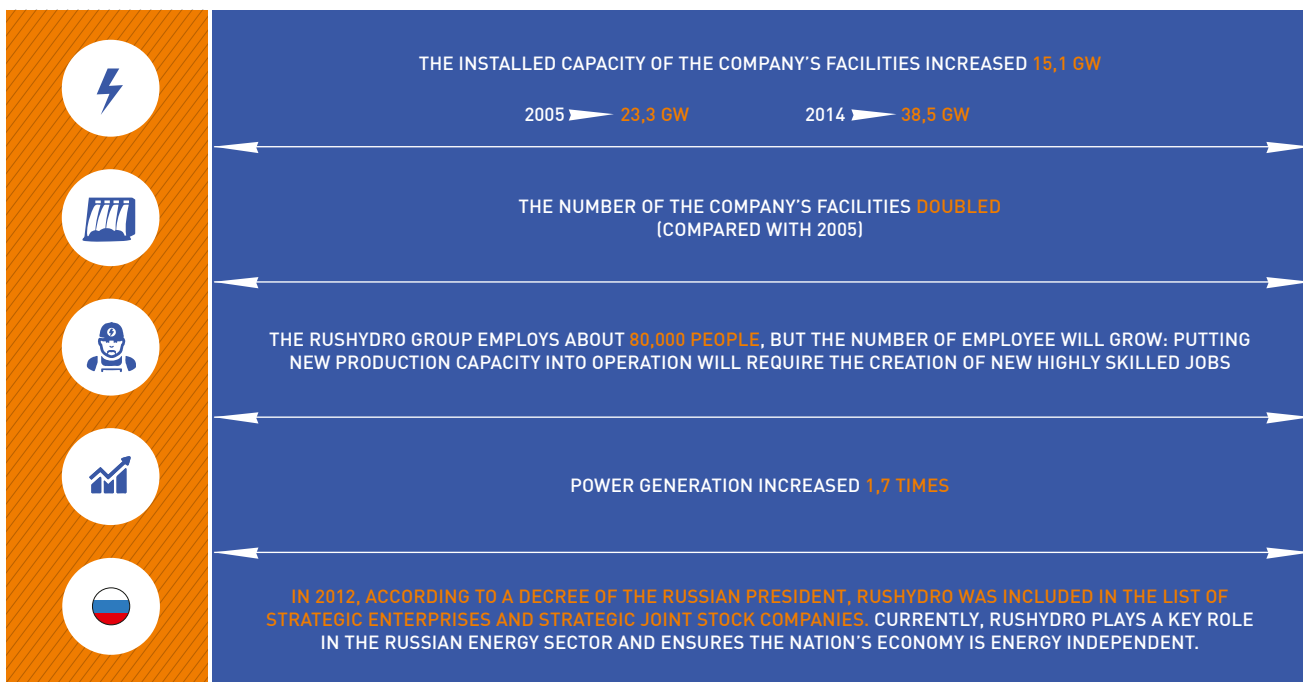 THE INSTALLED CAPACITY OF THE COMPANY'S FACILITIES INCREASED 15,1 GW
2005 23,3 GW 2014 38,5 GW
THE NUMBER OF THE COMPANY'S FACILITIES DOUBLED
(COMPARED WITH 2005)
THE RUSHYDRO GROUP EMPLOYS ABOUT 80,000 PEOPLE, BUT THE NUMBER OF EMPLOYEE WILL GROW: PUTTING
NEW PRODUCTION CAPACITY INTO OPERATION WILL REQUIRE THE CREATION OF NEW HIGHLY SKILLED JOBS
POWER GENERATION INCREASED 1,7 TIMES
IN 2012, ACCORDING TO A DECREE OF THE RUSSIAN PRESIDENT, RUSHYDRO WAS INCLUDED IN THE LIST OF
STRATEGIC ENTERPRISES AND STRATEGIC JOINT STOCK COMPANIES. CURRENTLY, RUSHYDRO PLAYS A KEY ROLE
IN THE RUSSIAN ENERGY SECTOR AND ENSURES THE NATION'S ECONOMY IS ENERGY INDEPENDENT.